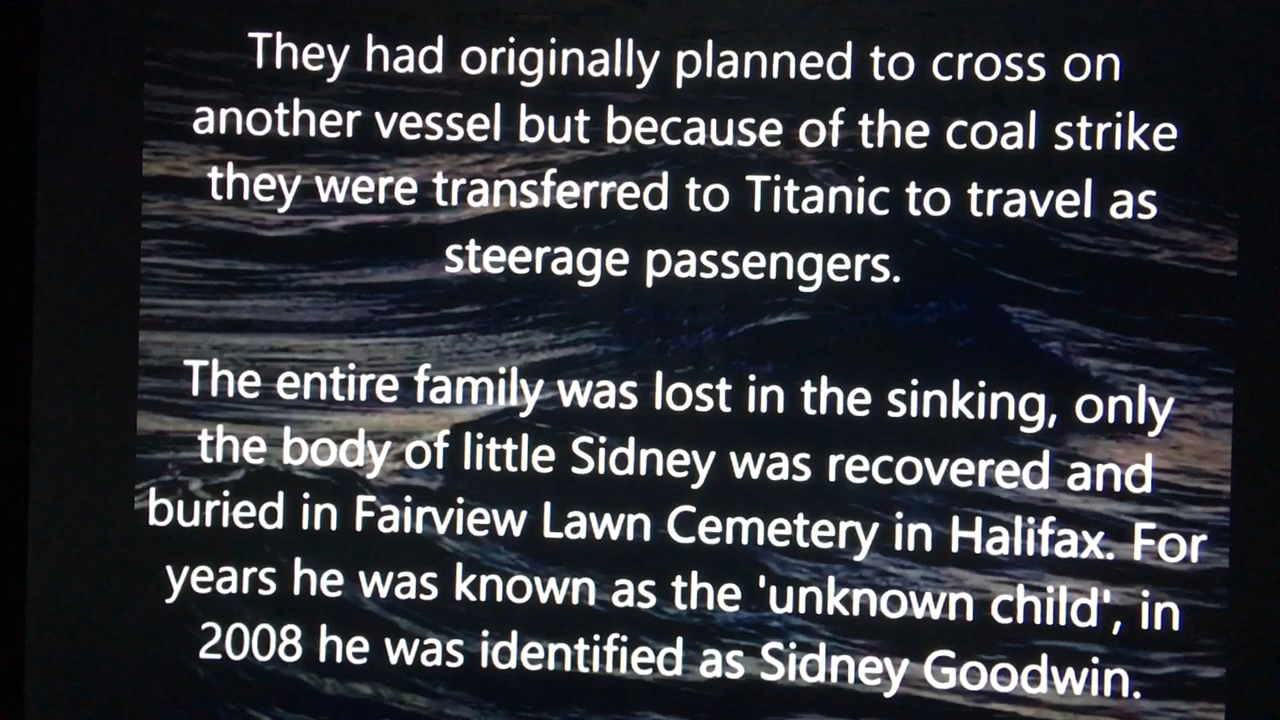 They had originally planned to cross on
another vessel but because of the coal strike
they were transferred to Titanic to travel as
steerage passengers.
The entire family was lost in the sinking, only
the body of little Sidney was recovered and
buried in Fairview Lawn Cemetery in Halifax. For
years he was known as the 'unknown child', in
2008 he was identified as Sidney Goodwin.